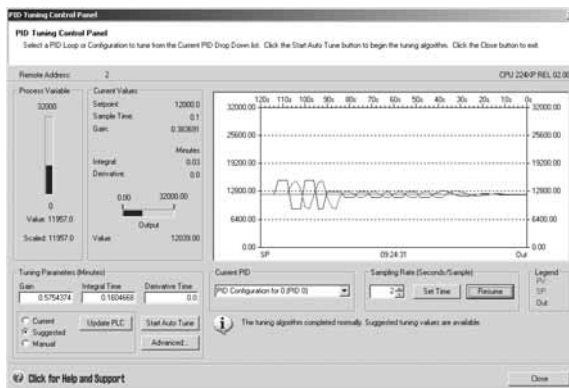 PID Tuning Control Panel
PID Tuning Control Panel
Select a PID Loop or Configuration to tune from the Current PID Drop Down list. Click the Start Auto Tune button to begin the tuning algorithm. Click the Close button to exit.
Remote Address: 2
CPU 224XP REL 02.00
Process Variable
32000
0
Value: 11957.0
Scaled: 11957.0
Current Values
Setpoint: 12000.0
Sample Time: 0.1
Gain:
Minutes
Integral: 0.03
Derivative: 0.0
0.00 32000.00
Output
Value: 12039.00
120s 110s 100s 90s 80s 70s 60s 50s 40s 30s 20s 10s 0s
32000.00 32000.00
25600.00 25600.00
19200.00 19200.00
12800.00 12800.00
6400.00 6400.00
0.00 0.00
SP 09:24:31 Out
Tuning Parameters (Minutes)
Gain Integral Time Derivative Time
0.5754374 0.1604668 0.0
Current
Suggested
Manual
Update PLC
Start Auto Tune
Advanced...
Current PID
PID Configuration for 0 (PID 0)
Sampling Rate (Seconds/Sample)
2 Set Time Resume
Legend
PV:
SP:
Out:
The tuning algorithm completed normally. Suggested tuning values are available.
Click for Help and Support
Close